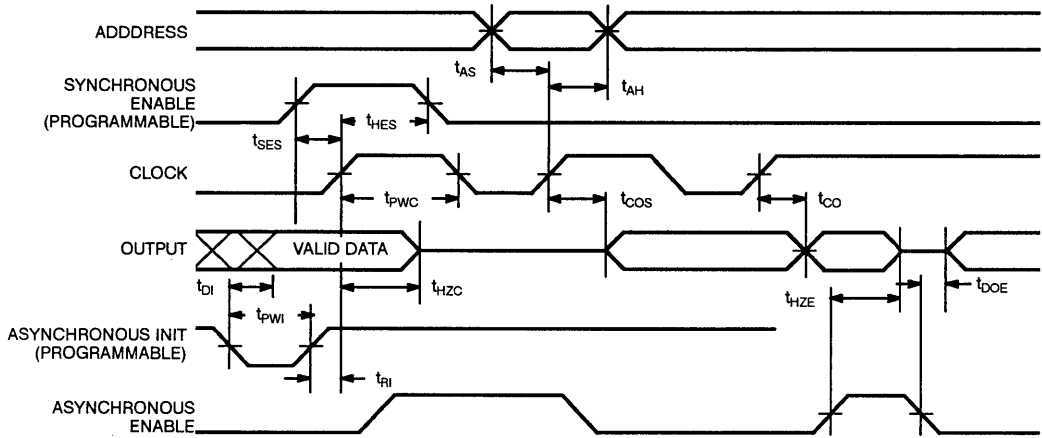 ADDDRESS
tAS
tAH
SYNCHRONOUS
ENABLE
(PROGRAMMABLE)
tSES
tHES
CLOCK
tPWC
tCOS
tCO
OUTPUT
VALID DATA
tDI
tHZC
tHZE
tDOE
tPWI
ASYNCHRONOUS INIT
(PROGRAMMABLE)
tRI
ASYNCHRONOUS
ENABLE